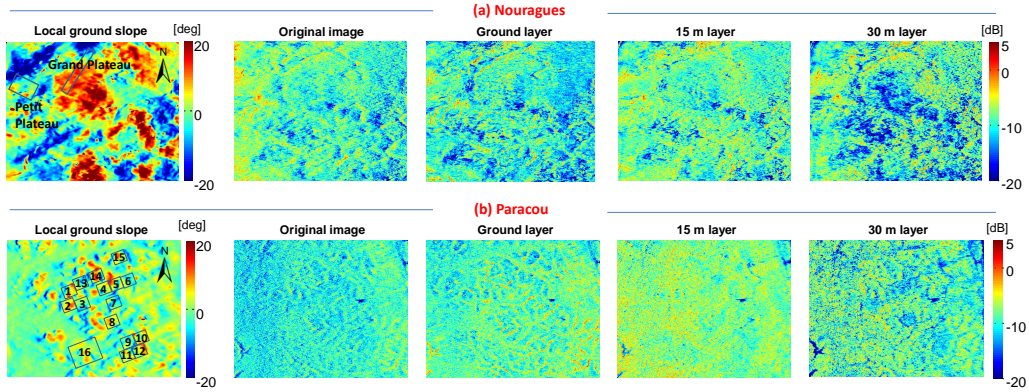 (a) Nouragues
Local ground slope [deg] Original image Ground layer 15 m layer 30 m layer [dB]
20
0
-20
N
Grand Plateau
Petit
Plateau
5
0
-5
-10
-20
(b) Paracou
Local ground slope [deg] Original image Ground layer 15 m layer 30 m layer [dB]
20
0
-20
N
15
14
13
1 4 5 6
2 3 7
8
9 10
16 11 12
5
0
-5
-10
-20